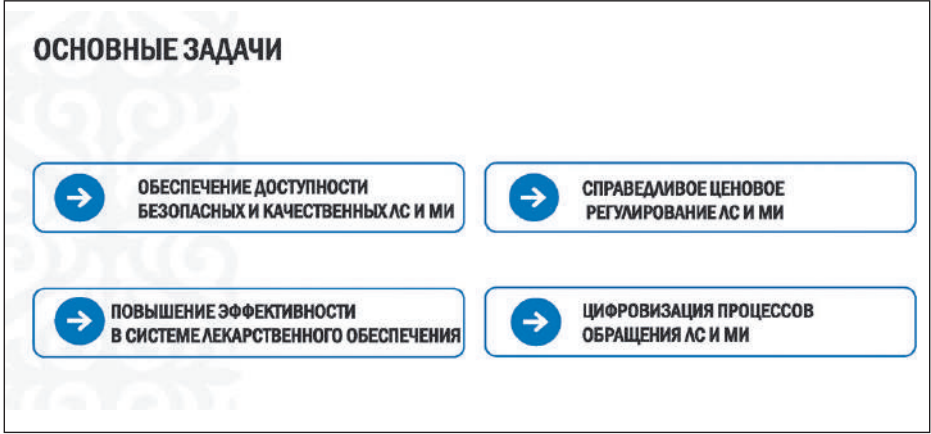 ОСНОВНЫЕ ЗАДАЧИ
ОБЕСПЕЧЕНИЕ ДОСТУПНОСТИ
БЕЗОПАСНЫХ И КАЧЕСТВЕННЫХ ЛС И МИ
СПРАВЕДЛИВОЕ ЦЕНОВОЕ
РЕГУЛИРОВАНИЕ ЛС И МИ
ПОВЫШЕНИЕ ЭФФЕКТИВНОСТИ
В СИСТЕМЕ ЛЕКАРСТВЕННОГО ОБЕСПЕЧЕНИЯ
ЦИФРОВИЗАЦИЯ ПРОЦЕССОВ
ОБРАЩЕНИЯ ЛС И МИ